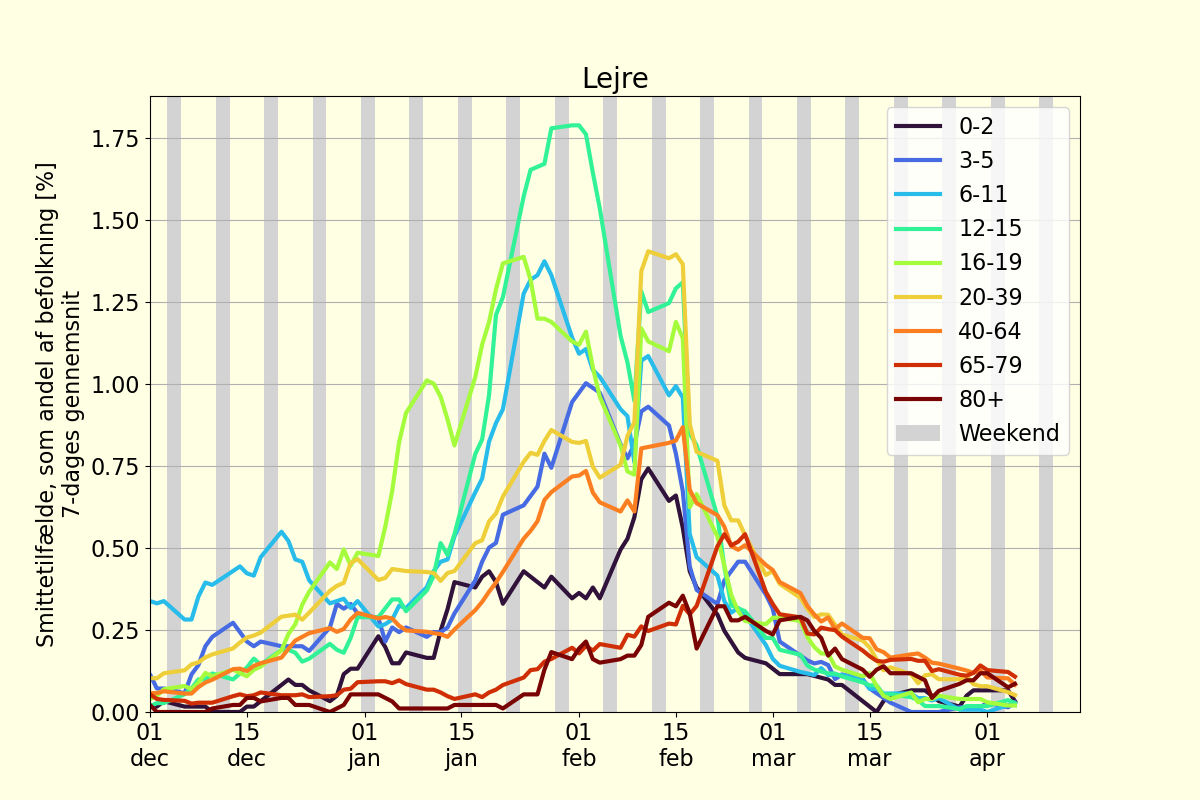 Lejre
Smittetilfælde, som andel af befolkning [%]
7-dages gennemsnit
1.75
1.50
1.25
1.00
0.75
0.50
0.25
0.00
01 15 01 15 01 15 01 15 01
dec dec jan jan feb feb mar mar apr
0-2
3-5
6-11
12-15
16-19
20-39
40-64
65-79
80+
Weekend